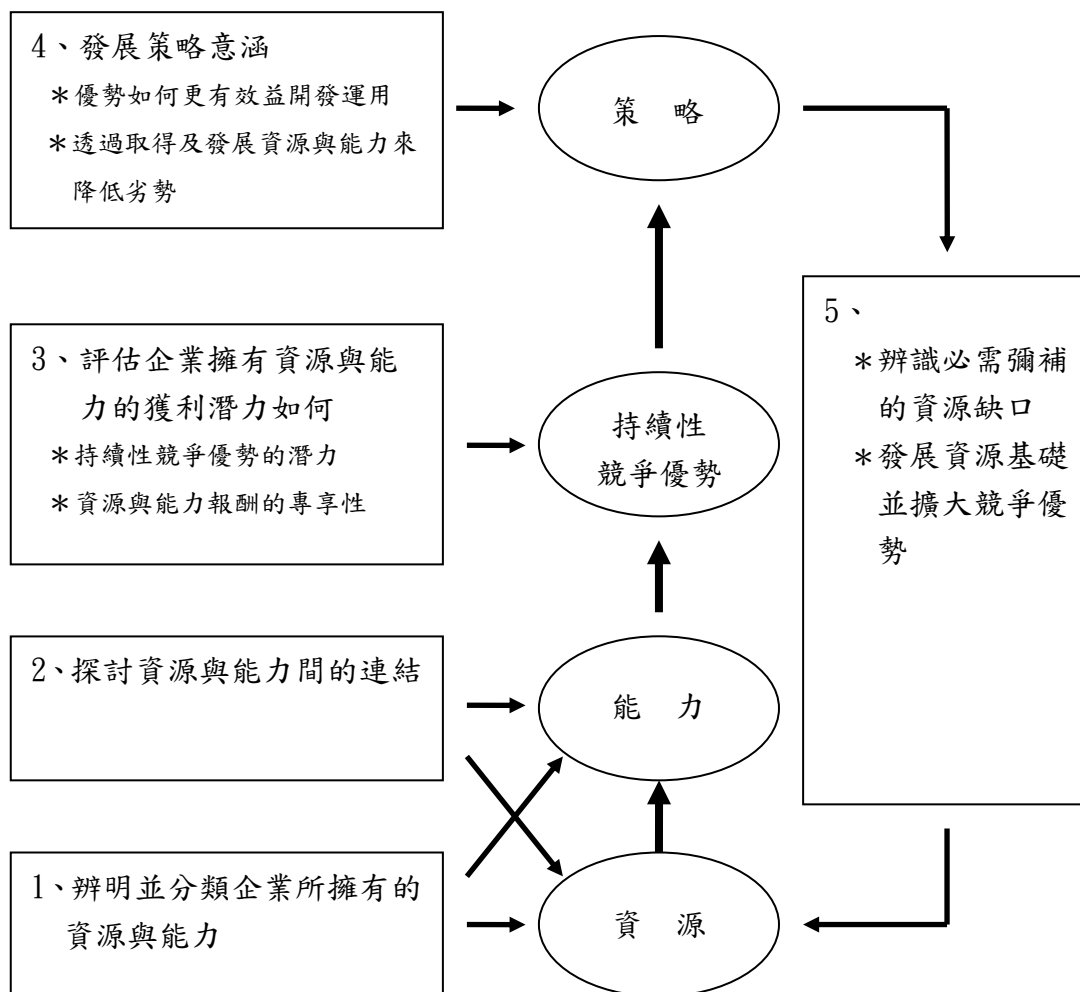 4、發展策略意涵
＊優勢如何更有效益開發運用
＊透過取得及發展資源與能力來
降低劣勢
策　略
3、評估企業擁有資源與能
力的獲利潛力如何
＊持續性競爭優勢的潛力
＊資源與能力報酬的專享性
持續性
競爭優勢
5、
＊辨識必需彌補
的資源缺口
＊發展資源基礎
並擴大競爭優
勢
2、探討資源與能力間的連結
能　力
1、辨明並分類企業所擁有的
資源與能力
資　源